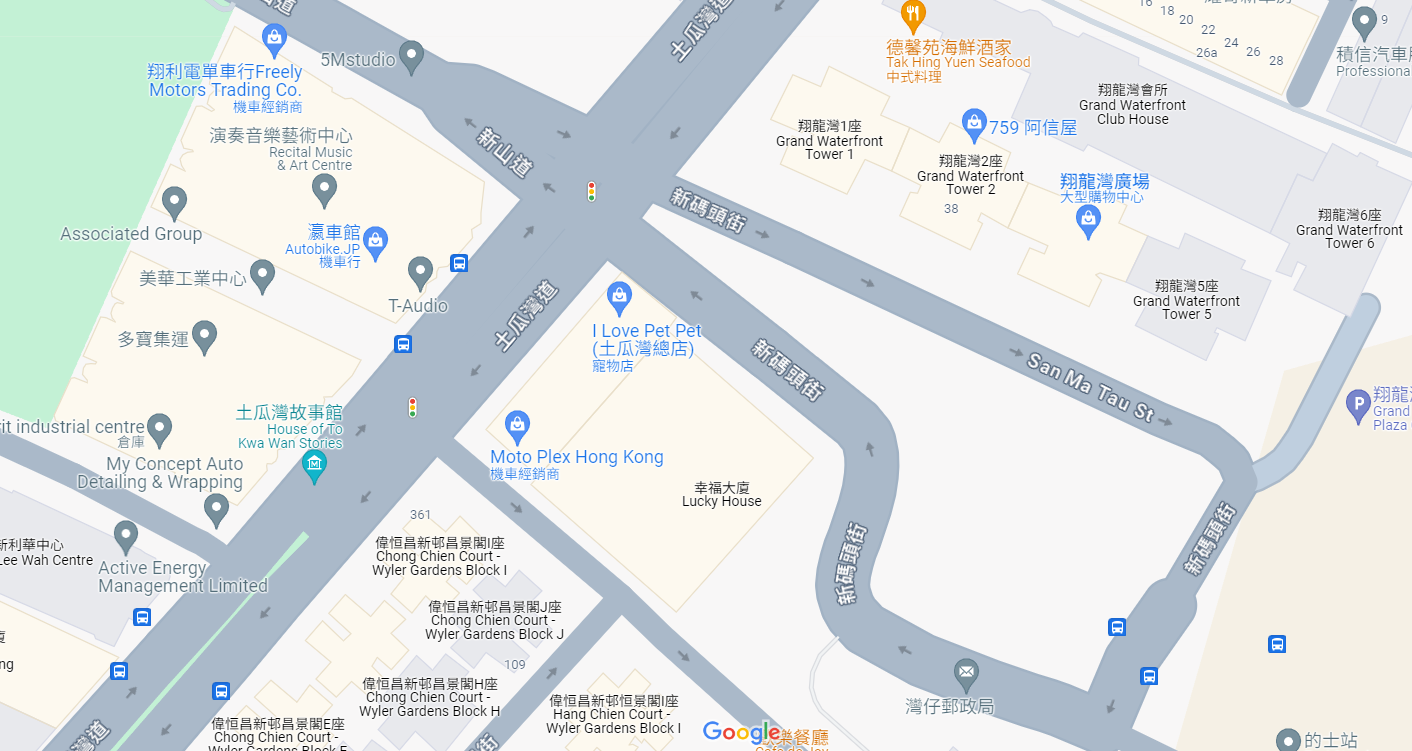 土瓜灣道
翔利電單車行Freely
Motors Trading Co.
機車經銷商
5Mstudio
德馨苑海鮮酒家
Tak Hing Yuen Seafood
中式料理
16
18
20
22
24
26
26a
28
9
積信汽車
Professional
翔龍灣會所
Grand Waterfront
Club House
演奏音樂藝術中心
Recital Music
& Art Centre
新山道
翔龍灣1座
Grand Waterfront
Tower 1
759 阿信屋
翔龍灣2座
Grand Waterfront
Tower 2
38
翔龍灣廣場
大型購物中心
新碼頭街
翔龍灣6座
Grand Waterfront
Tower 6
Associated Group
瀛車館
Autobike.JP
機車行
美華工業中心
T-Audio
翔龍灣5座
Grand Waterfront
Tower 5
多寶集運
土瓜灣道
I Love Pet Pet
(土瓜灣總店)
寵物店
新碼頭街
San Ma Tau St
翔龍
Grand
Plaza
土瓜灣故事館
House of To
Kwa Wan Stories
rit industrial centre
倉庫
My Concept Auto
Detailing & Wrapping
Moto Plex Hong Kong
機車經銷商
幸福大廈
Lucky House
361
新利華中心
Lee Wah Centre
Active Energy
Management Limited
偉恒昌新邨昌景閣I座
Chong Chien Court -
Wyler Gardens Block I
新碼頭街
新碼頭街
偉恒昌新邨昌景閣J座
Chong Chien Court -
Wyler Gardens Block J
廈
ng
109
偉恒昌新邨昌景閣H座
Chong Chien Court -
Wyler Gardens Block H
偉恒昌新邨恒景閣I座
Hang Chien Court -
Wyler Gardens Block I
灣仔郵政局
偉恒昌新邨昌景閣E座
Chong Chien Court -
Wyler Gardens Block E
Google
樂餐廳
的士站